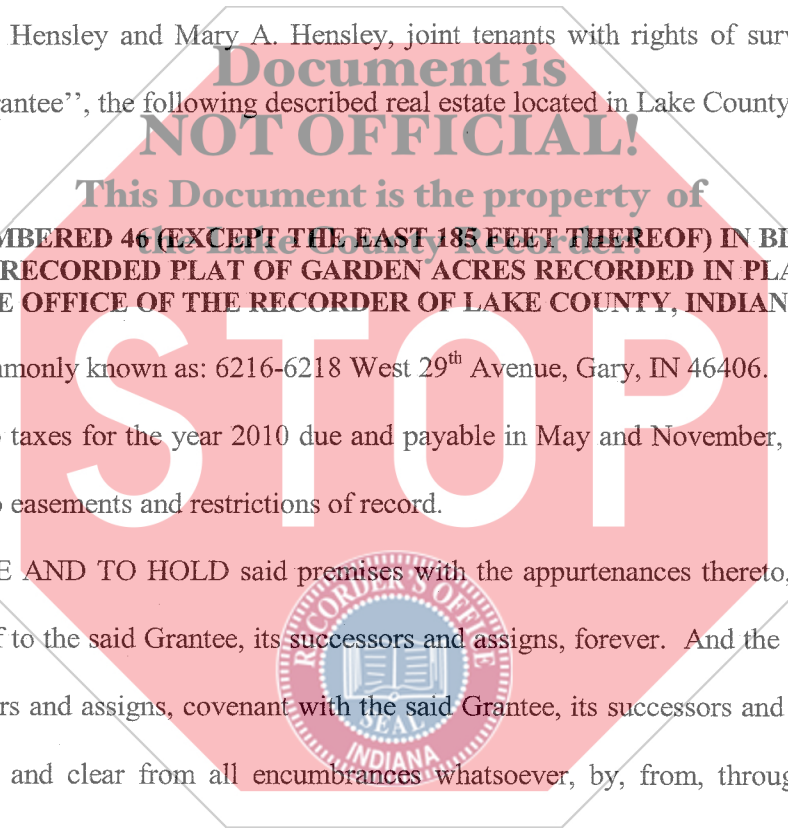 Hensley and Mary A. Hensley, joint tenants with rights of surv
Document is
rantee'', the following described real estate located in Lake County
NOT OFFICIAL!
This Document is the property of
MBERED 46 (EXCEPT THE EAST 185 FEET THEREOF) IN BL
the Lake County Recorder!
RECORDED PLAT OF GARDEN ACRES RECORDED IN PLA
E OFFICE OF THE RECORDER OF LAKE COUNTY, INDIAN
STOP
mmonly known as: 6216-6218 West 29th Avenue, Gary, IN 46406.
taxes for the year 2010 due and payable in May and November,
o easements and restrictions of record.
E AND TO HOLD said premises with the appurtenances thereto,
f to the said Grantee, its successors and assigns, forever. And the
rs and assigns, covenant with the said Grantee, its successors and
and clear from all encumbrances whatsoever, by, from, throug
RECORDER'S OFFICE
SEAL
INDIANA